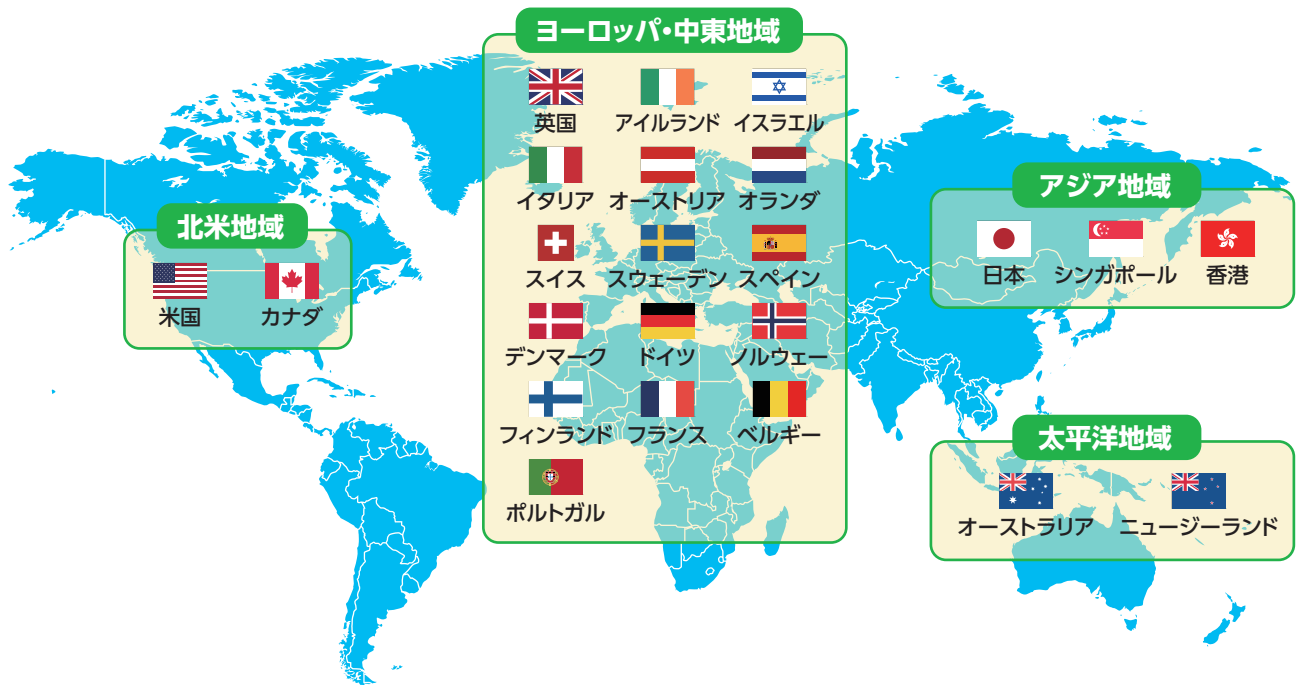 ヨーロッパ・中東地域
英国 アイルランド イスラエル
イタリア オーストリア オランダ
スイス スウェーデン スペイン
デンマーク ドイツ ノルウェー
フィンランド フランス ベルギー
ポルトガル
北米地域
米国 カナダ
アジア地域
日本 シンガポール 香港
太平洋地域
オーストラリア ニュージーランド